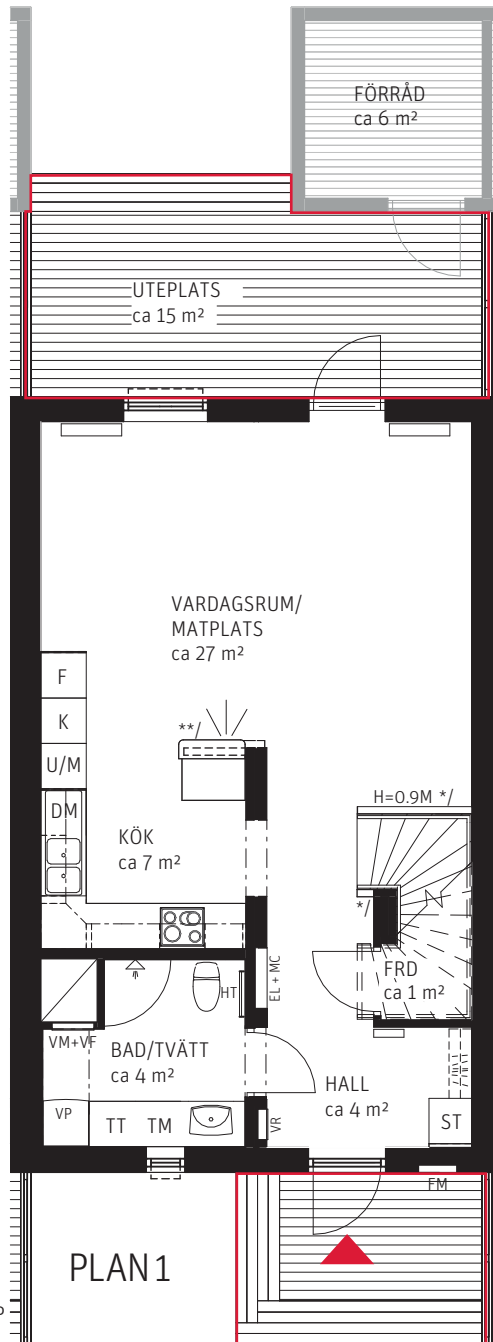 FÖRRÅD
ca 6 m²
UTEPLATS
ca 15 m²
VARDAGSRUM/
MATPLATS
ca 27 m²
F
K
**/
U/M
DM
H=0.9M */
KÖK
ca 7 m²
*/
EL + MC
FRD
ca 1 m²
HT
VM+VF
BAD/TVÄTT
ca 4 m²
HALL
ca 4 m²
VP
TT TM
VR
ST
FM
PLAN 1